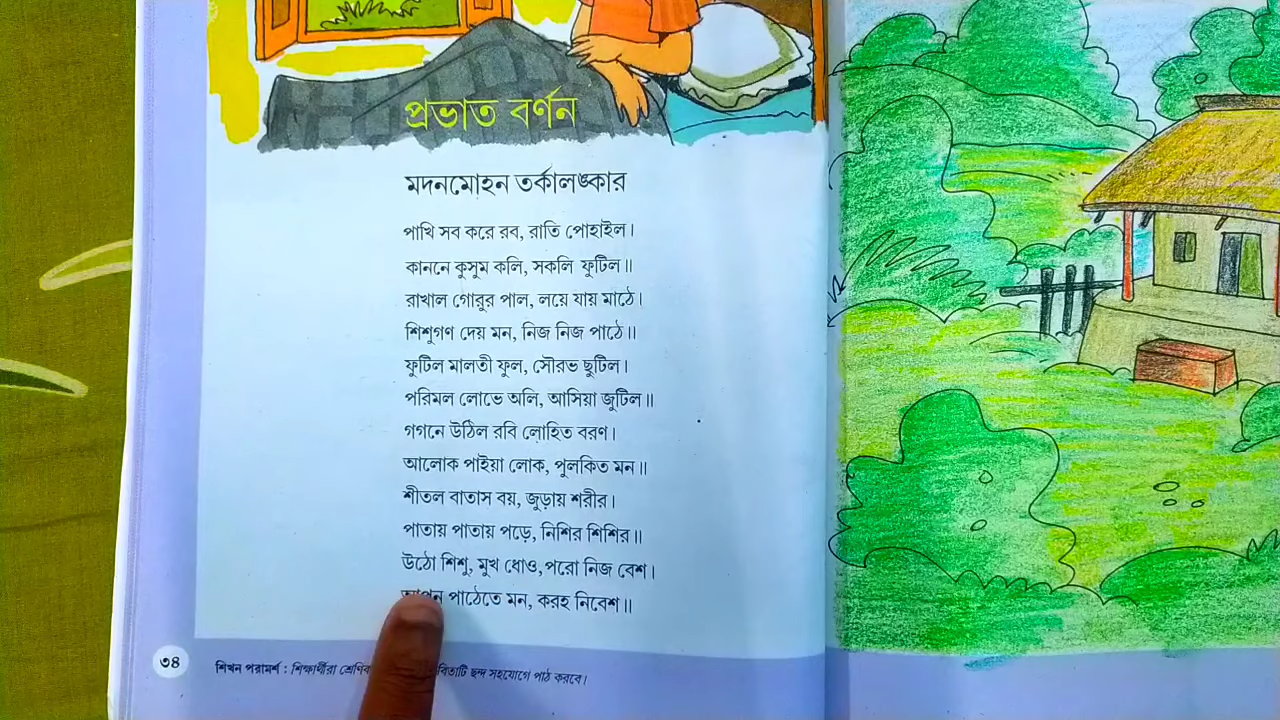 প্রভাত বর্ণন
মদনমোহন তর্কালঙ্কার
পাখি সব করে রব, রাতি পোহাইল।
কাননে কুসুম কলি, সকলি ফুটিল॥
রাখাল গোরুর পাল, লয়ে যায় মাঠে।
শিশুগণ দেয় মন, নিজ নিজ পাঠে॥
ফুটিল মালতী ফুল, সৌরভ ছুটিল।
পরিমল লোভে অলি, আসিয়া জুটিল॥
গগনে উঠিল রবি লোহিত বরণ।
আলোক পাইয়া লোক, পুলকিত মন॥
শীতল বাতাস বয়, জুড়ায় শরীর।
পাতায় পাতায় পড়ে, নিশির শিশির॥
উঠো শিশু, মুখ ধোও, পরো নিজ বেশ।
আপন পাঠেতে মন, করহ নিবেশ॥
৩৪ শিখন পরামর্শ : শিক্ষার্থীরা ছন্দ সহযোগে পাঠ করবে।